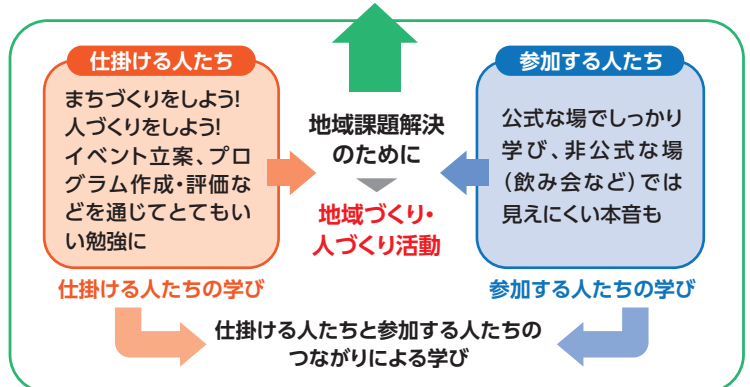 仕掛ける人たち
まちづくりをしよう!
人づくりをしよう!
イベント立案、プロ
グラム作成・評価な
どを通じてとてもい
い勉強に
仕掛ける人たちの学び
地域課題解決
のために
地域づくり・
人づくり活動
参加する人たち
公式な場でしっかり
学び、非公式な場
(飲み会など)では
見えにくい本音も
参加する人たちの学び
仕掛ける人たちと参加する人たちの
つながりによる学び